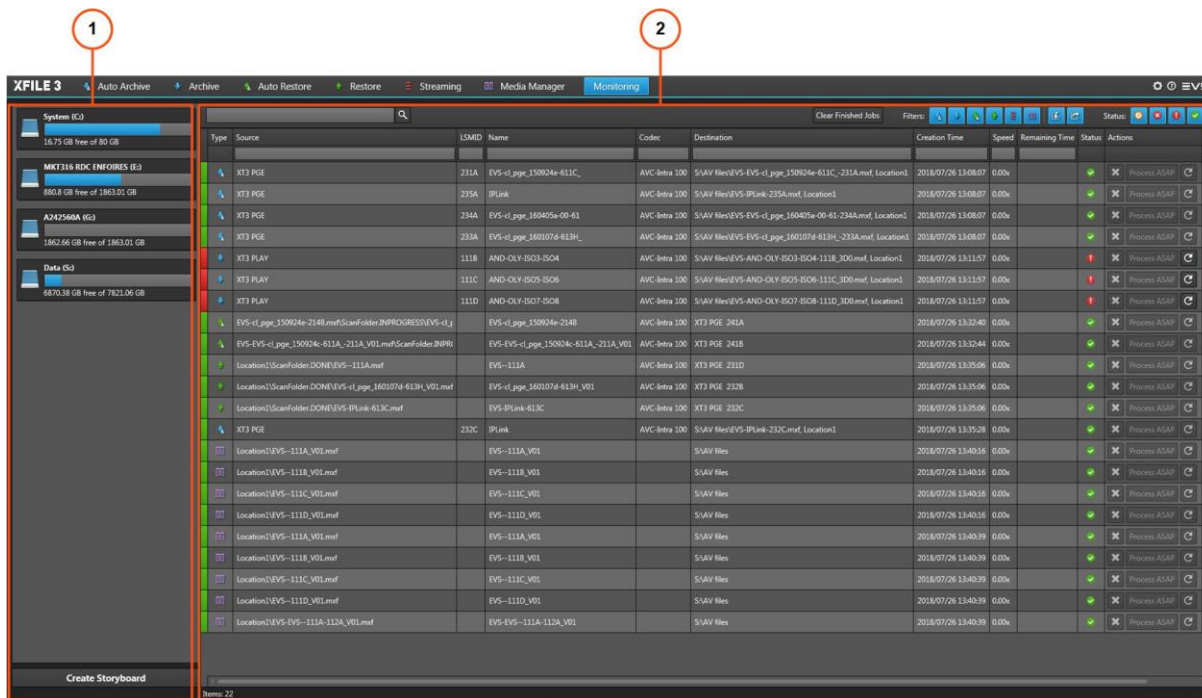 1
2
XFILE 3 Auto Archive Archive Auto Restore Restore Streaming Media Manager Monitoring
System (C:)
16.75 GB free of 80 GB
MKT316 RDC ENFOIRES (E:)
880.8 GB free of 1863.01 GB
A242560A (G:)
1862.66 GB free of 1863.01 GB
Data (S:)
6870.38 GB free of 7821.06 GB
Create Storyboard
Clear Finished Jobs Filters: Status:
Type Source LSMID Name Codec Destination Creation Time Speed Remaining Time Status Actions
XT3 PGE 231A EVS-cl_pge_150924e-611C_ AVC-Intra 100 S:\AV files\EVS-EVS-cl_pge_150924e-611C_-231A.mxf, Location1 2018/07/26 13:08:07 0.00x Process ASAP
XT3 PGE 235A IPLink AVC-Intra 100 S:\AV files\EVS-IPLink-235A.mxf, Location1 2018/07/26 13:08:07 0.00x Process ASAP
XT3 PGE 234A EVS-cl_pge_160405a-00-61 AVC-Intra 100 S:\AV files\EVS-EVS-cl_pge_160405a-00-61-234A.mxf, Location1 2018/07/26 13:08:07 0.00x Process ASAP
XT3 PGE 233A EVS-cl_pge_160107d-613H_ AVC-Intra 100 S:\AV files\EVS-EVS-cl_pge_160107d-613H_-233A.mxf, Location1 2018/07/26 13:08:07 0.00x Process ASAP
XT3 PLAY 111B AND-OLY-ISO3-ISO4 AVC-Intra 100 S:\AV files\EVS-AND-OLY-ISO3-ISO4-111B_3D0.mxf, Location1 2018/07/26 13:11:57 0.00x Process ASAP
XT3 PLAY 111C AND-OLY-ISO5-ISO6 AVC-Intra 100 S:\AV files\EVS-AND-OLY-ISO5-ISO6-111C_3D0.mxf, Location1 2018/07/26 13:11:57 0.00x Process ASAP
XT3 PLAY 111D AND-OLY-ISO7-ISO8 AVC-Intra 100 S:\AV files\EVS-AND-OLY-ISO7-ISO8-111D_3D0.mxf, Location1 2018/07/26 13:11:57 0.00x Process ASAP
EVS-cl_pge_150924e-214B.mxf\ScanFolder.INPROGRESS\EVS-cl_ EVS-cl_pge_150924e-214B AVC-Intra 100 XT3 PGE 241A 2018/07/26 13:32:40 0.00x Process ASAP
EVS-EVS-cl_pge_150924c-611A_-211A_V01.mxf\ScanFolder.INPR EVS-EVS-cl_pge_150924c-611A_-211A_V01 AVC-Intra 100 XT3 PGE 241B 2018/07/26 13:32:44 0.00x Process ASAP
Location1\ScanFolder.DONE\EVS--111A.mxf EVS--111A AVC-Intra 100 XT3 PGE 231D 2018/07/26 13:35:06 0.00x Process ASAP
Location1\ScanFolder.DONE\EVS-cl_pge_160107d-613H_V01.mxf EVS-cl_pge_160107d-613H_V01 AVC-Intra 100 XT3 PGE 232B 2018/07/26 13:35:06 0.00x Process ASAP
Location1\ScanFolder.DONE\EVS-IPLink-613C.mxf EVS-IPLink-613C AVC-Intra 100 XT3 PGE 232C 2018/07/26 13:35:06 0.00x Process ASAP
XT3 PGE 232C IPLink AVC-Intra 100 S:\AV files\EVS-IPLink-232C.mxf, Location1 2018/07/26 13:35:28 0.00x Process ASAP
Location1\EVS--111A_V01.mxf EVS--111A_V01 S:\AV files 2018/07/26 13:40:16 0.00x Process ASAP
Location1\EVS--111B_V01.mxf EVS--111B_V01 S:\AV files 2018/07/26 13:40:16 0.00x Process ASAP
Location1\EVS--111C_V01.mxf EVS--111C_V01 S:\AV files 2018/07/26 13:40:16 0.00x Process ASAP
Location1\EVS--111D_V01.mxf EVS--111D_V01 S:\AV files 2018/07/26 13:40:16 0.00x Process ASAP
Location1\EVS--111A_V01.mxf EVS--111A_V01 S:\AV files 2018/07/26 13:40:39 0.00x Process ASAP
Location1\EVS--111B_V01.mxf EVS--111B_V01 S:\AV files 2018/07/26 13:40:39 0.00x Process ASAP
Location1\EVS--111C_V01.mxf EVS--111C_V01 S:\AV files 2018/07/26 13:40:39 0.00x Process ASAP
Location1\EVS--111D_V01.mxf EVS--111D_V01 S:\AV files 2018/07/26 13:40:39 0.00x Process ASAP
Location1\EVS-EVS--111A-112A_V01.mxf EVS-EVS--111A-112A_V01 S:\AV files 2018/07/26 13:40:39 0.00x Process ASAP
Items: 22